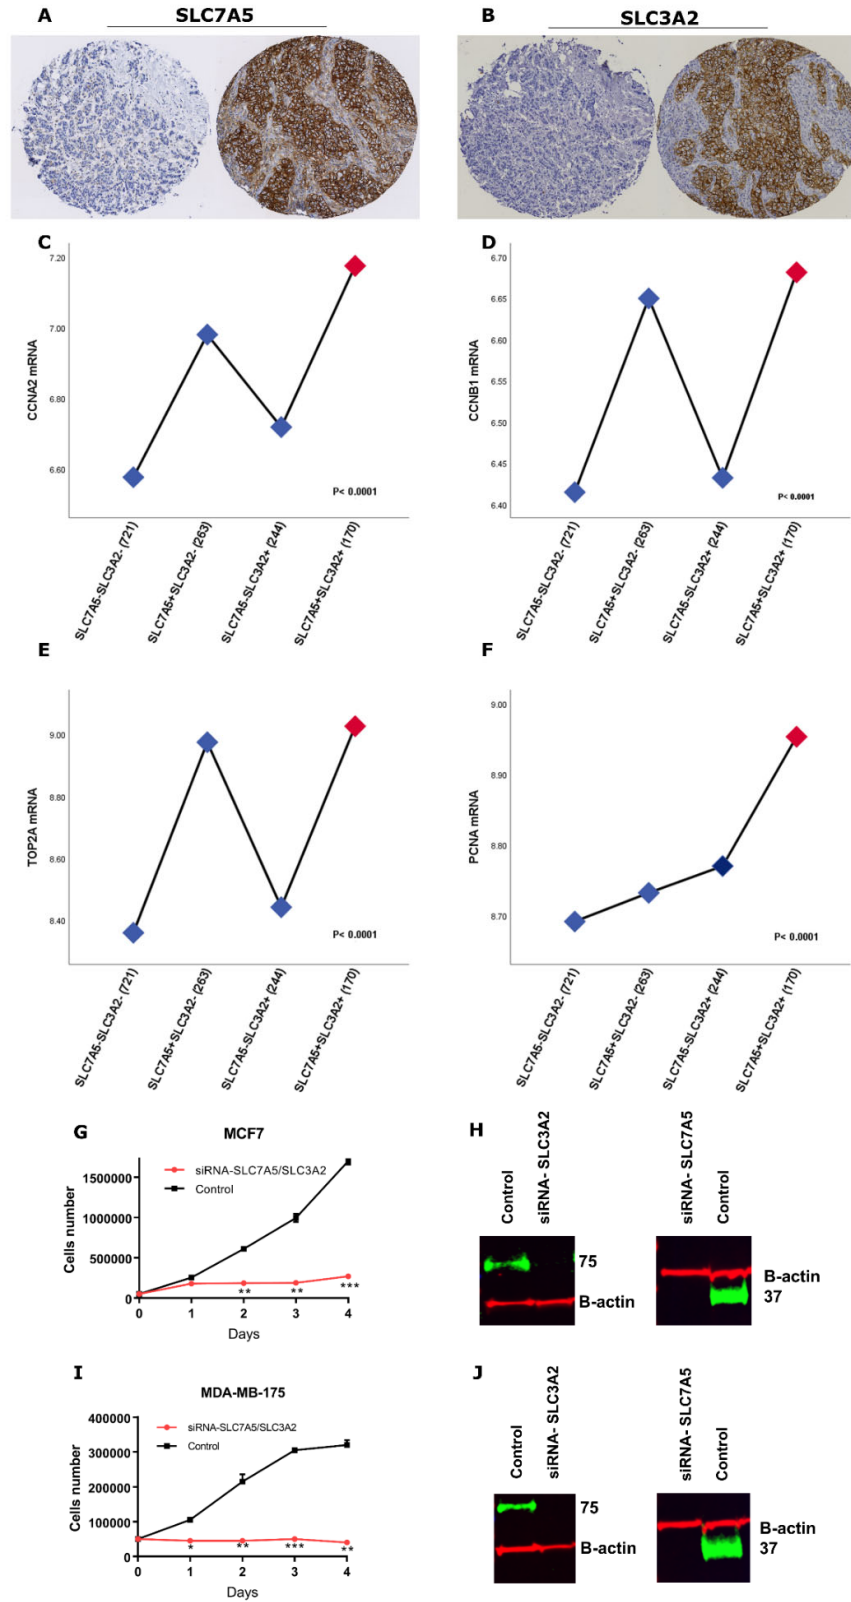 A
SLC7A5
B
SLC3A2
C
7.20
7.00
6.80
6.60
CCNA2 mRNA
P< 0.0001
SLC7A5-SLC3A2- (721)
SLC7A5+SLC3A2- (263)
SLC7A5-SLC3A2+ (244)
SLC7A5+SLC3A2+ (170)
D
6.70
6.65
6.60
6.55
6.50
6.45
6.40
CCNB1 mRNA
P< 0.0001
SLC7A5-SLC3A2- (721)
SLC7A5+SLC3A2- (263)
SLC7A5-SLC3A2+ (244)
SLC7A5+SLC3A2+ (170)
E
9.00
8.80
8.60
8.40
TOP2A mRNA
P< 0.0001
SLC7A5-SLC3A2- (721)
SLC7A5+SLC3A2- (263)
SLC7A5-SLC3A2+ (244)
SLC7A5+SLC3A2+ (170)
F
9.00
8.90
8.80
8.70
PCNA mRNA
P< 0.0001
SLC7A5-SLC3A2- (721)
SLC7A5+SLC3A2- (263)
SLC7A5-SLC3A2+ (244)
SLC7A5+SLC3A2+ (170)
G
MCF7
siRNA-SLC7A5/SLC3A2
Control
1500000
1000000
500000
0
Cells number
** ** ***
0 1 2 3 4
Days
H
Control
siRNA- SLC3A2
75
B-actin
siRNA- SLC7A5
Control
B-actin
37
I
MDA-MB-175
siRNA-SLC7A5/SLC3A2
Control
400000
300000
200000
100000
0
Cells number
* ** *** **
0 1 2 3 4
Days
J
Control
siRNA- SLC3A2
75
B-actin
siRNA- SLC7A5
Control
B-actin
37